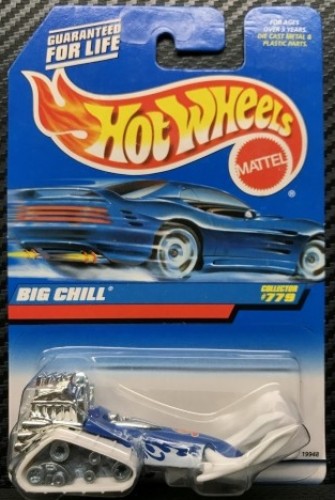 GUARANTEED
FOR LIFE
FOR AGES
OVER 3 YEARS.
DIE CAST METAL &
PLASTIC PARTS.
Hot Wheels
MATTEL
®
BIG CHILL®
COLLECTOR
#779
19940